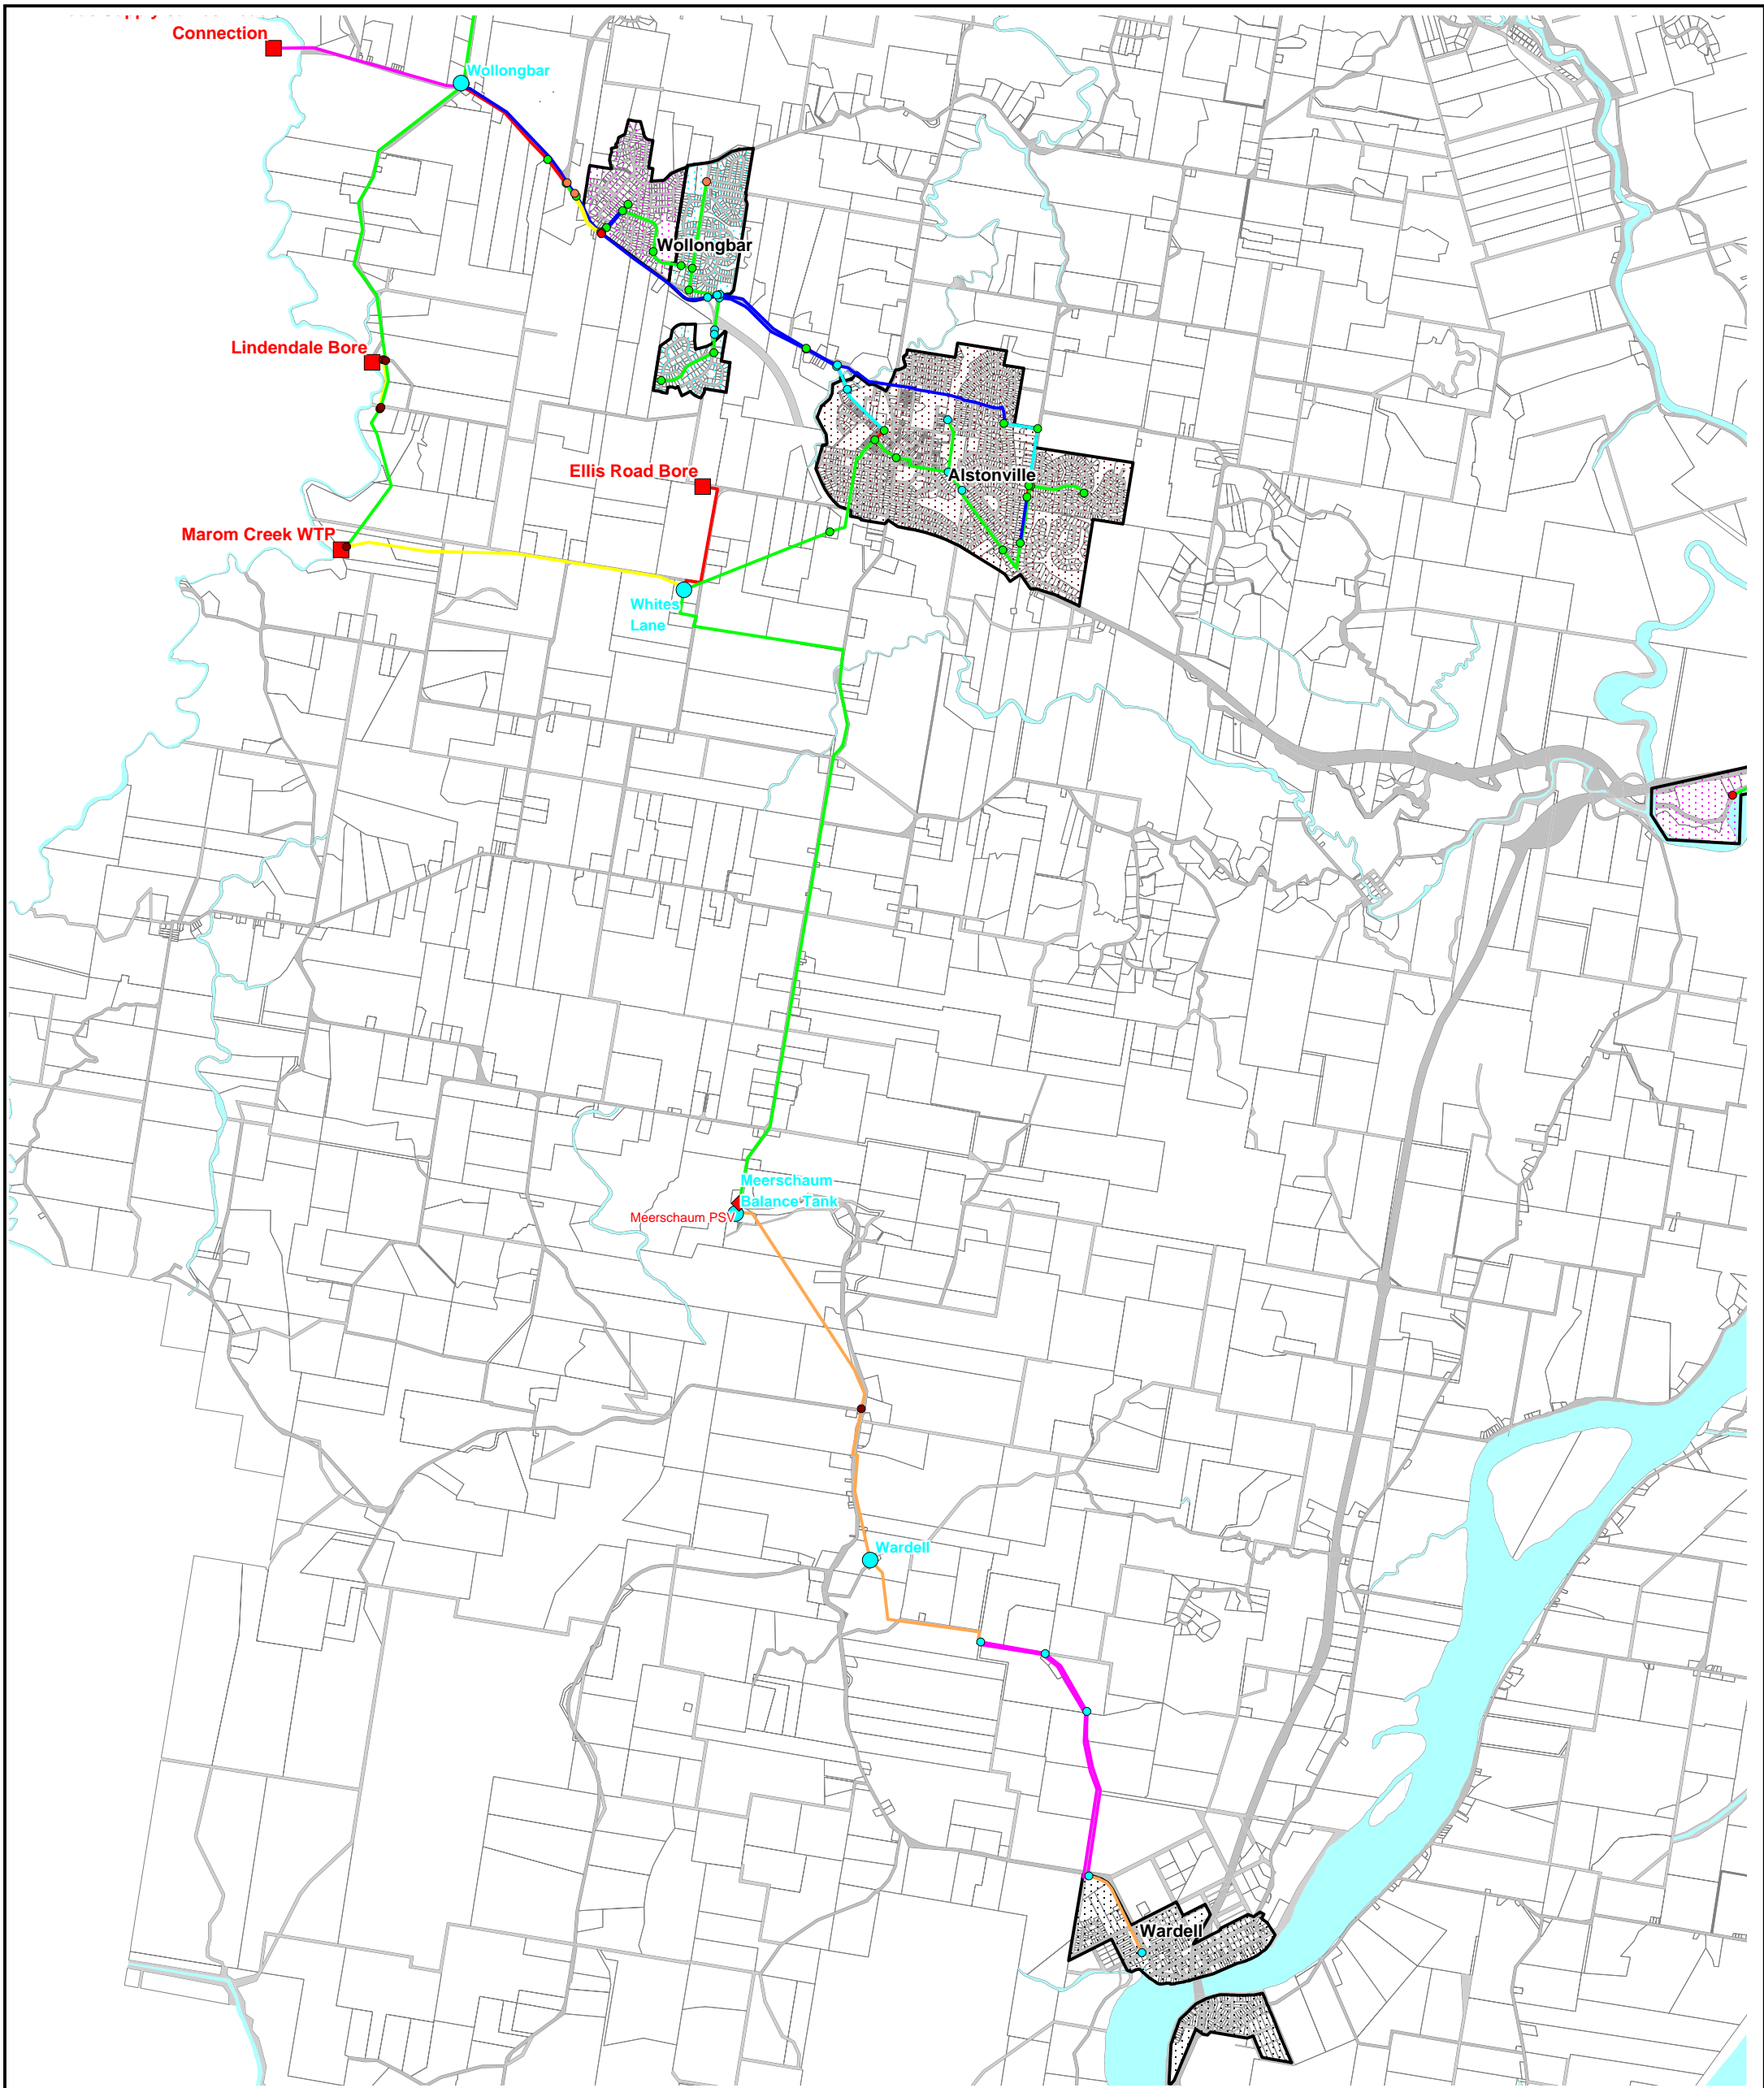 Connection
Wollongbar
Wollongbar
Lindendale Bore
Ellis Road Bore
Alstonville
Marom Creek WTP
Whites
Lane
Meerschaum
Balance Tank
Meerschaum PSV
Wardell
Wardell